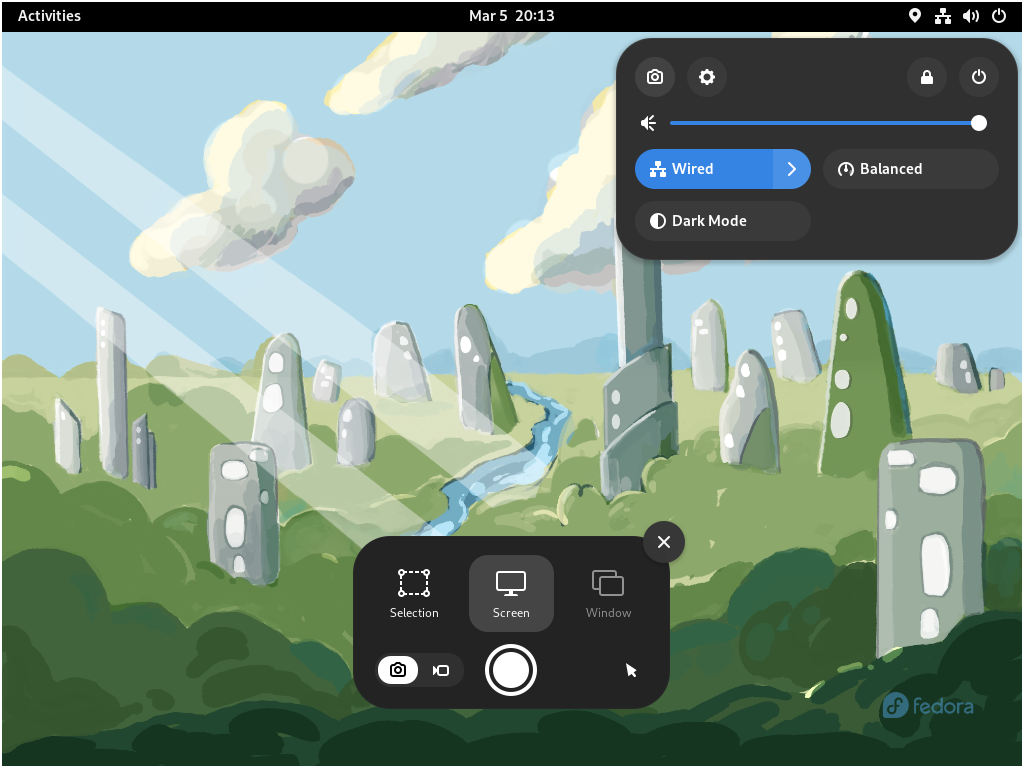 Activities
Mar 5 20:13
Wired
Balanced
Dark Mode
Selection
Screen
Window
fedora